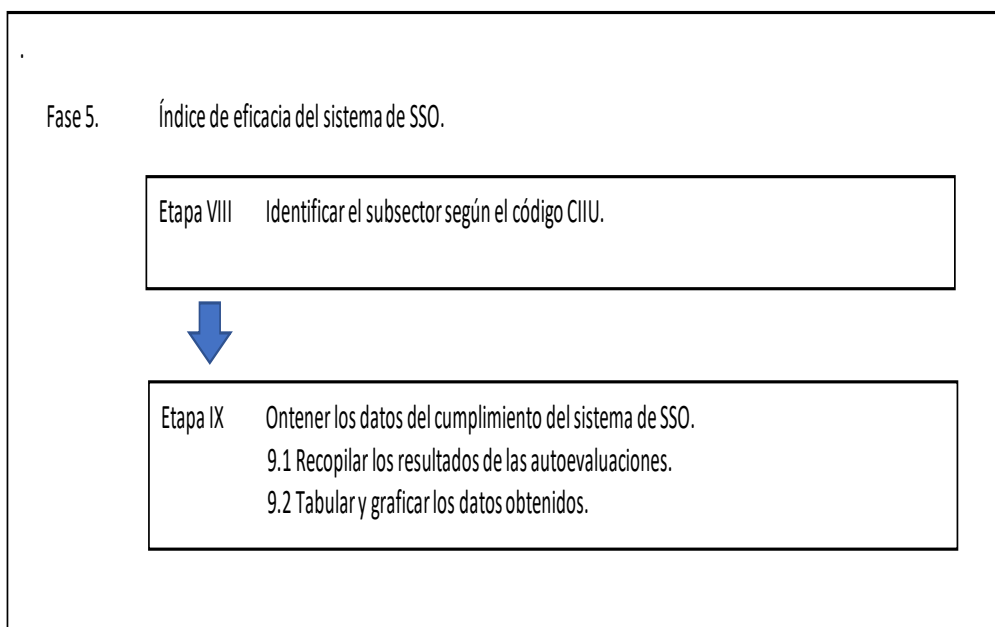 .
Fase 5. Índice de eficacia del sistema de SSO.
Etapa VIII Identificar el subsector según el código CIIU.
Etapa IX Ontener los datos del cumplimiento del sistema de SSO.
9.1 Recopilar los resultados de las autoevaluaciones.
9.2 Tabular y graficar los datos obtenidos.